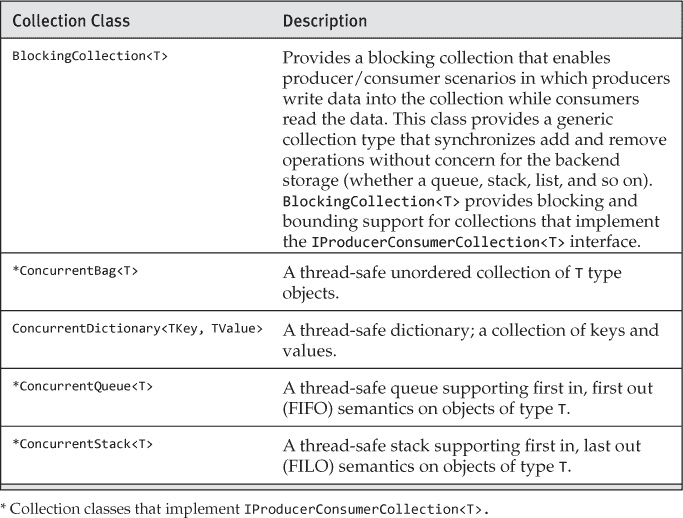 Collection Class Description
BlockingCollection<T> Provides a blocking collection that enables
producer/consumer scenarios in which producers
write data into the collection while consumers
read the data. This class provides a generic
collection type that synchronizes add and remove
operations without concern for the backend
storage (whether a queue, stack, list, and so on).
BlockingCollection<T> provides blocking and
bounding support for collections that implement
the IProducerConsumerCollection<T> interface.
*ConcurrentBag<T> A thread-safe unordered collection of T type
objects.
ConcurrentDictionary<TKey, TValue> A thread-safe dictionary; a collection of keys and
values.
*ConcurrentQueue<T> A thread-safe queue supporting first in, first out
(FIFO) semantics on objects of type T.
*ConcurrentStack<T> A thread-safe stack supporting first in, last out
(FILO) semantics on objects of type T.
* Collection classes that implement IProducerConsumerCollection<T>.